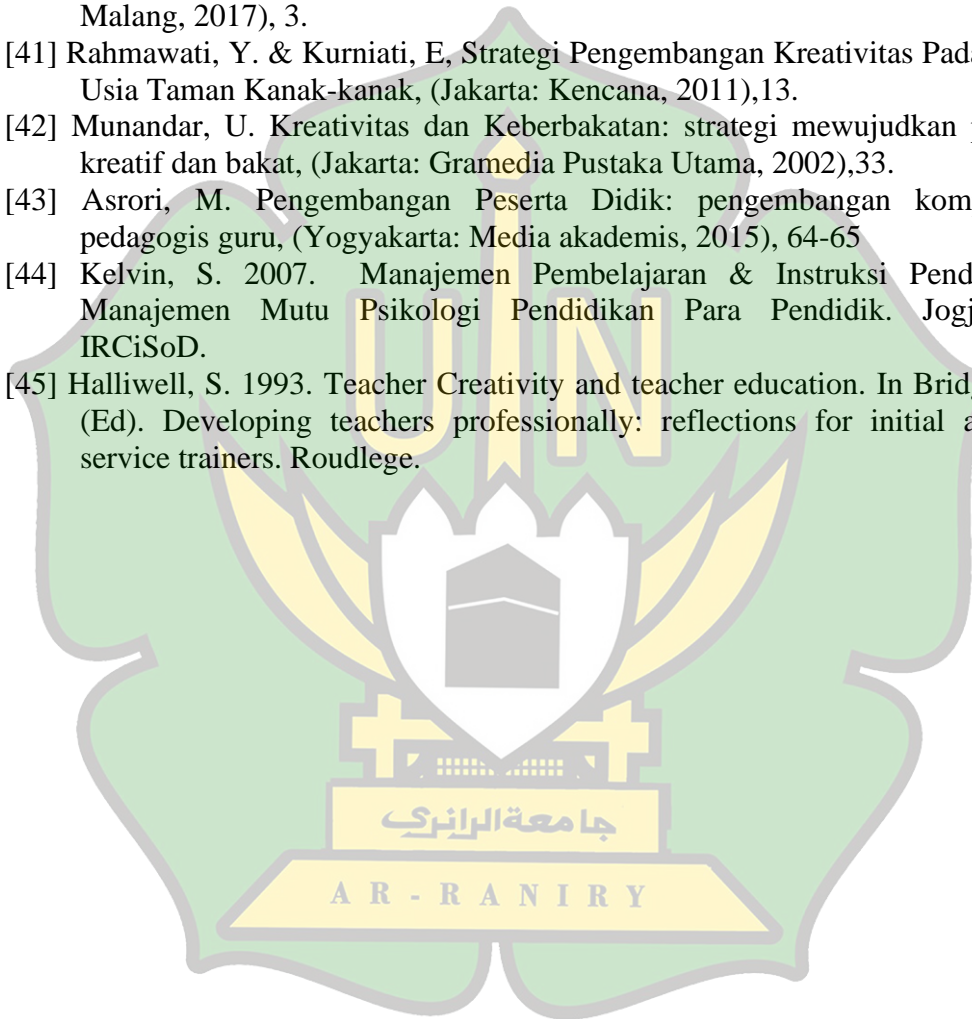 Malang, 2017), 3.
[41] Rahmawati, Y. & Kurniati, E, Strategi Pengembangan Kreativitas Pada
Usia Taman Kanak-kanak, (Jakarta: Kencana, 2011),13.
[42] Munandar, U. Kreativitas dan Keberbakatan: strategi mewujudkan
kreatif dan bakat, (Jakarta: Gramedia Pustaka Utama, 2002),33.
[43] Asrori, M. Pengembangan Peserta Didik: pengembangan
pedagogis guru, (Yogyakarta: Media akademis, 2015), 64-65
[44] Kelvin, S. 2007. Manajemen Pembelajaran & Instruksi
Manajemen Mutu Psikologi Pendidikan Para Pendidik.
IRCiSoD.
[45] Halliwell, S. 1993. Teacher Creativity and teacher education. In
(Ed). Developing teachers professionally: reflections for initial
service trainers. Roudlege.
UIN
جامعة الرانري
AR-RANIRY